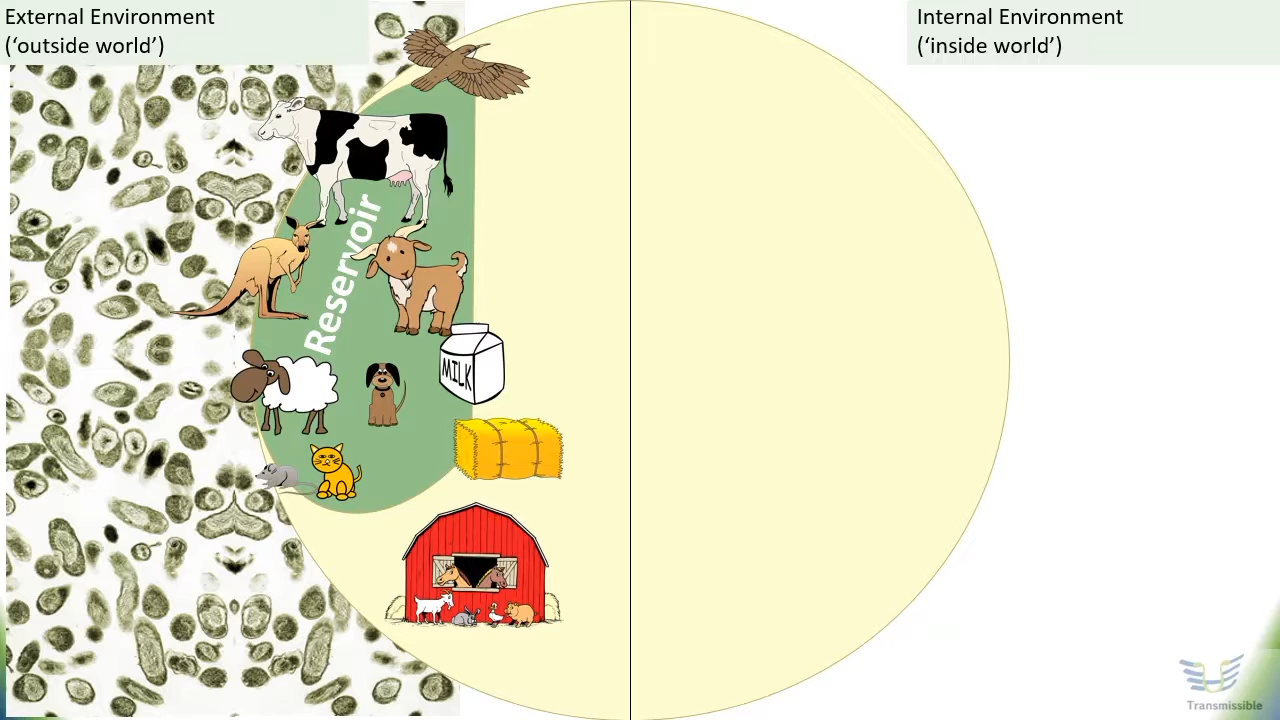 External Environment
(‘outside world’)
Internal Environment
(‘inside world’)
Reservoir
MILK
Transmissible